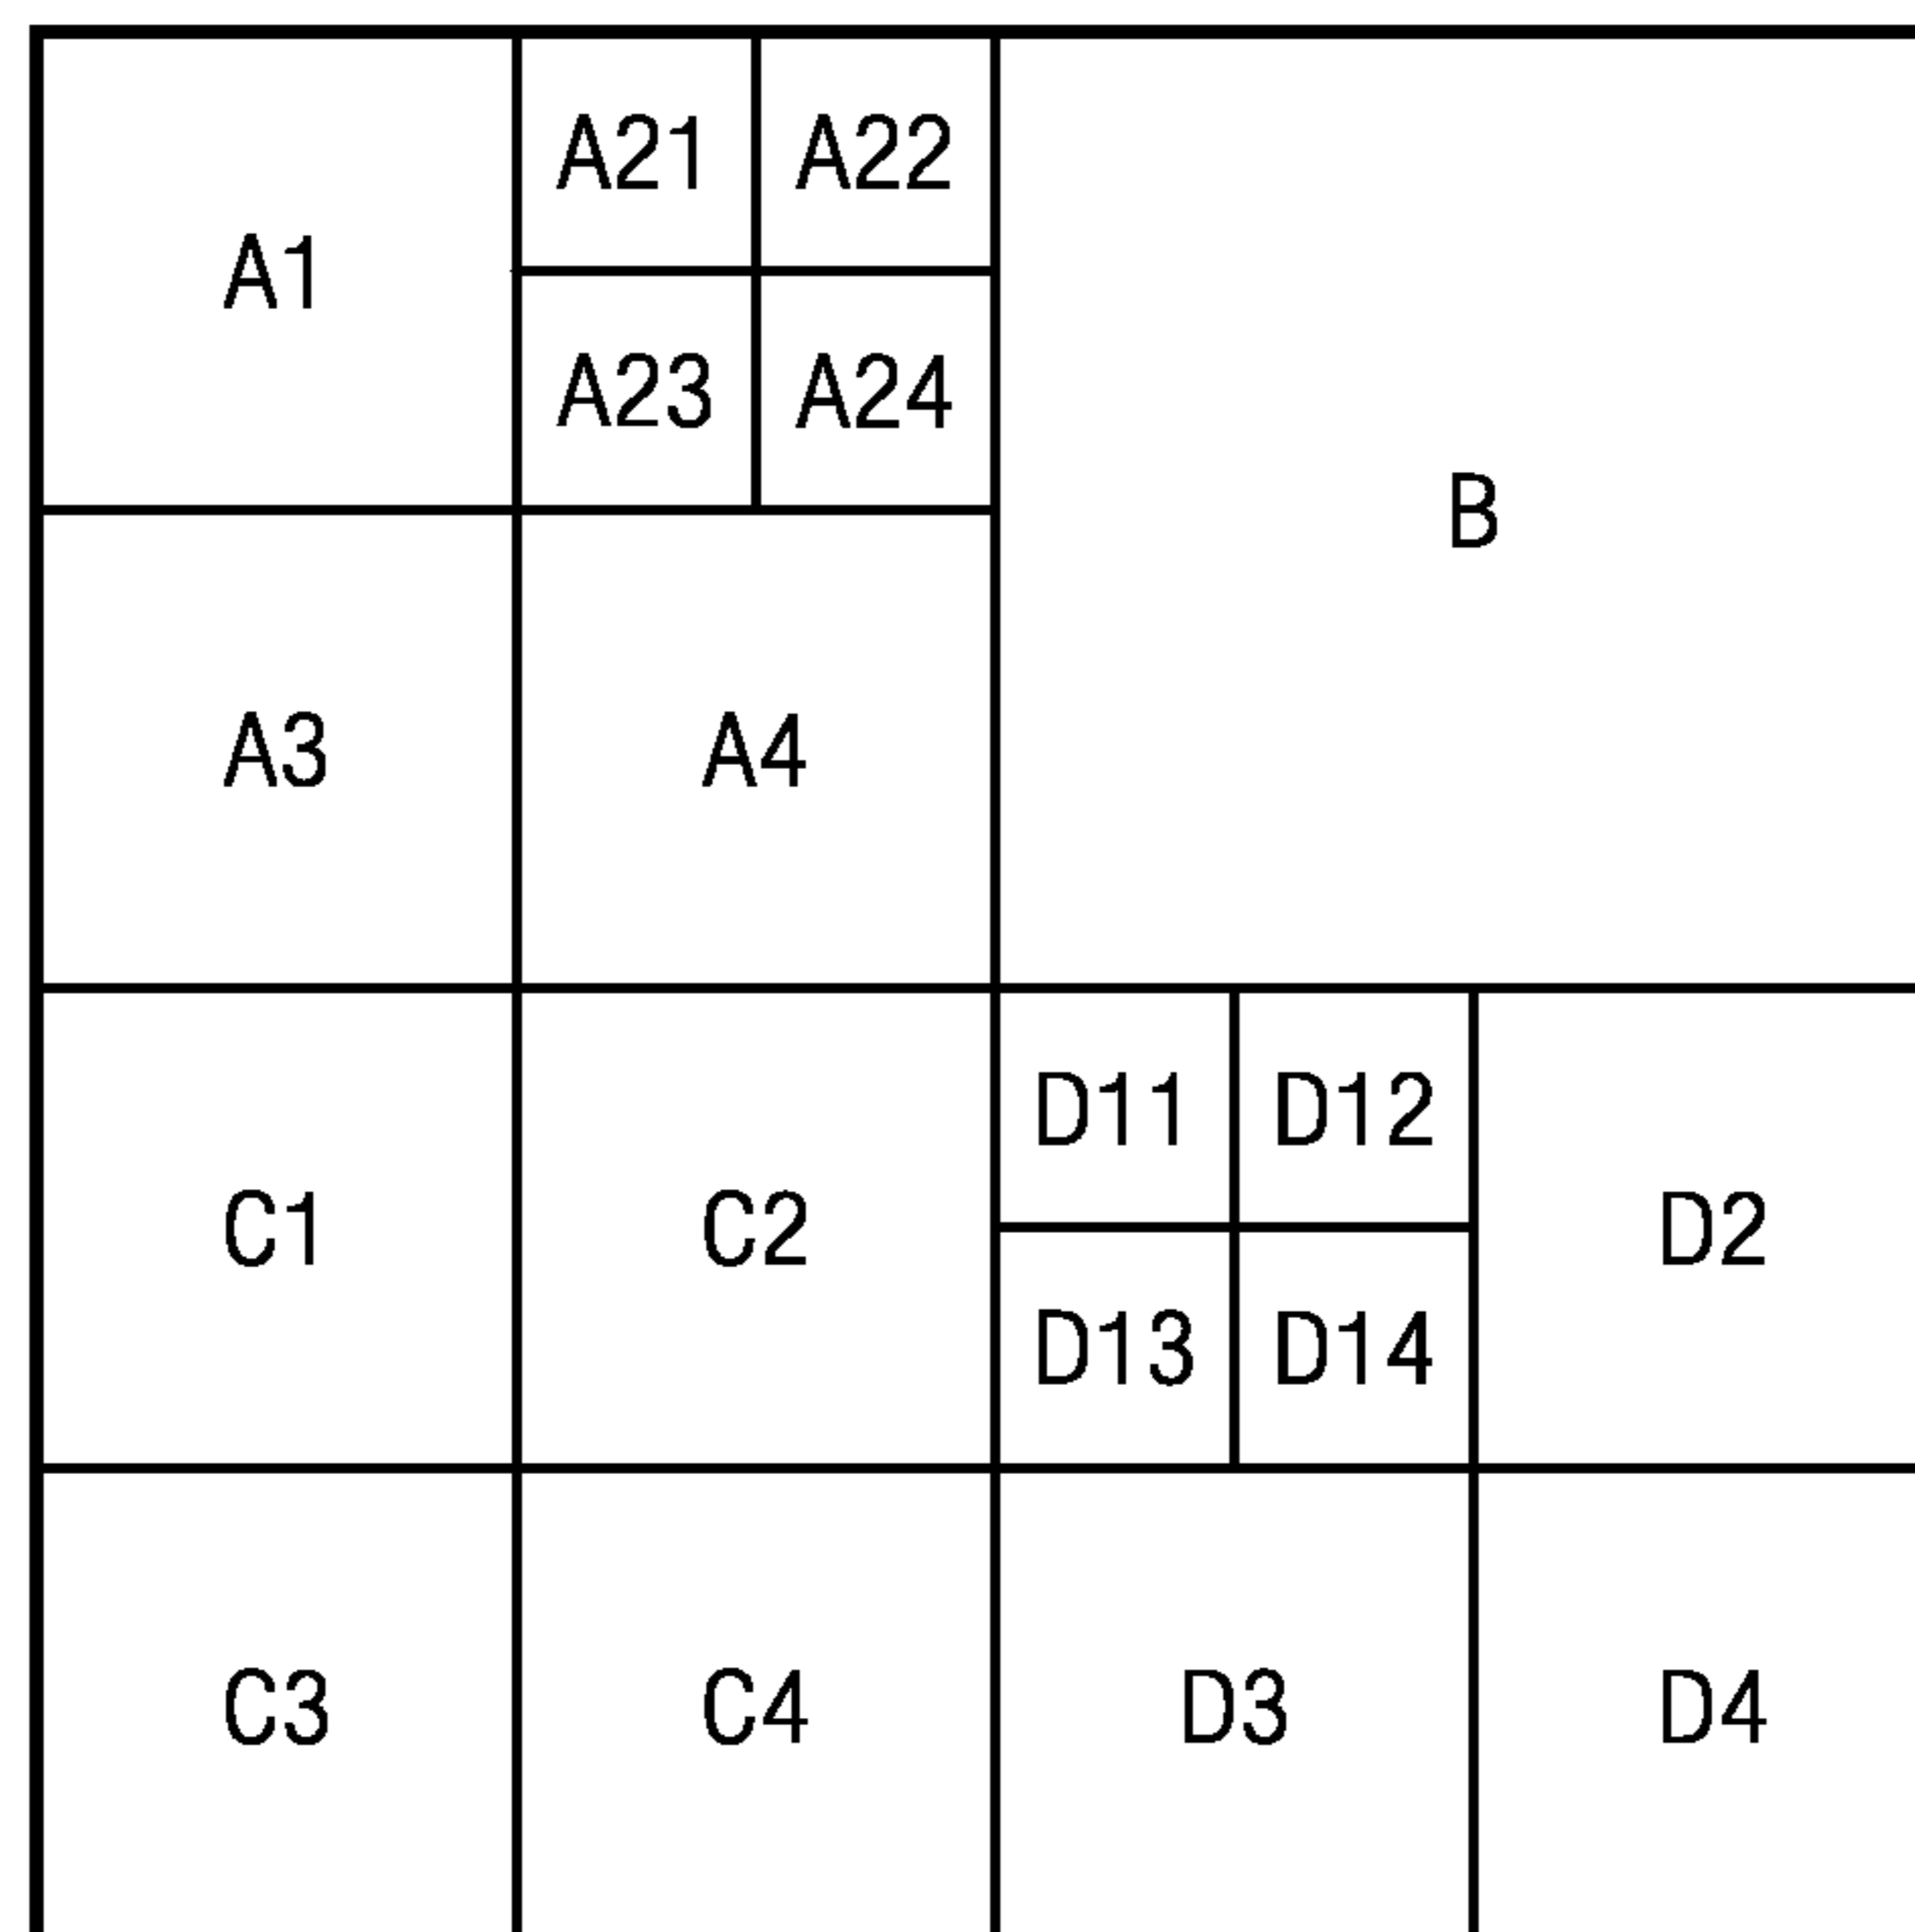 A21 A22
A1
A23 A24
B
A3 A4
D11 D12
C1 C2 D2
D13 D14
C3 C4 D3 D4